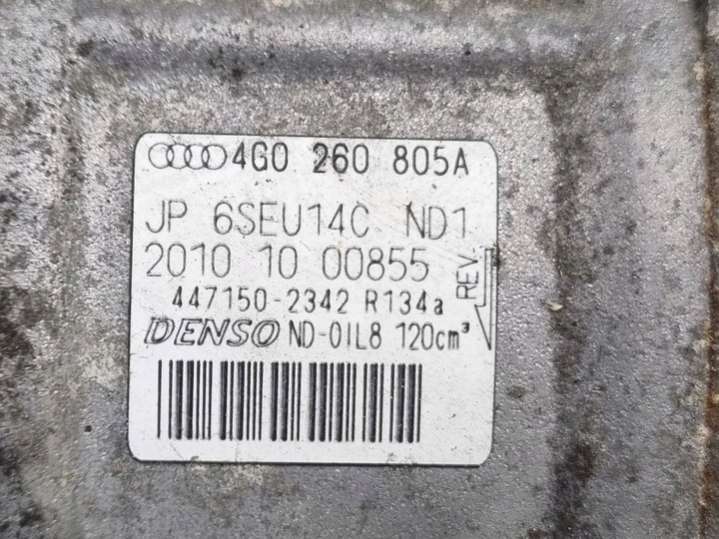 4G0 260 805A
JP 6SEU14C ND1
2010 10 00855
REV.
447150-2342 R134a
DENSO ND-OIL8 120cm³